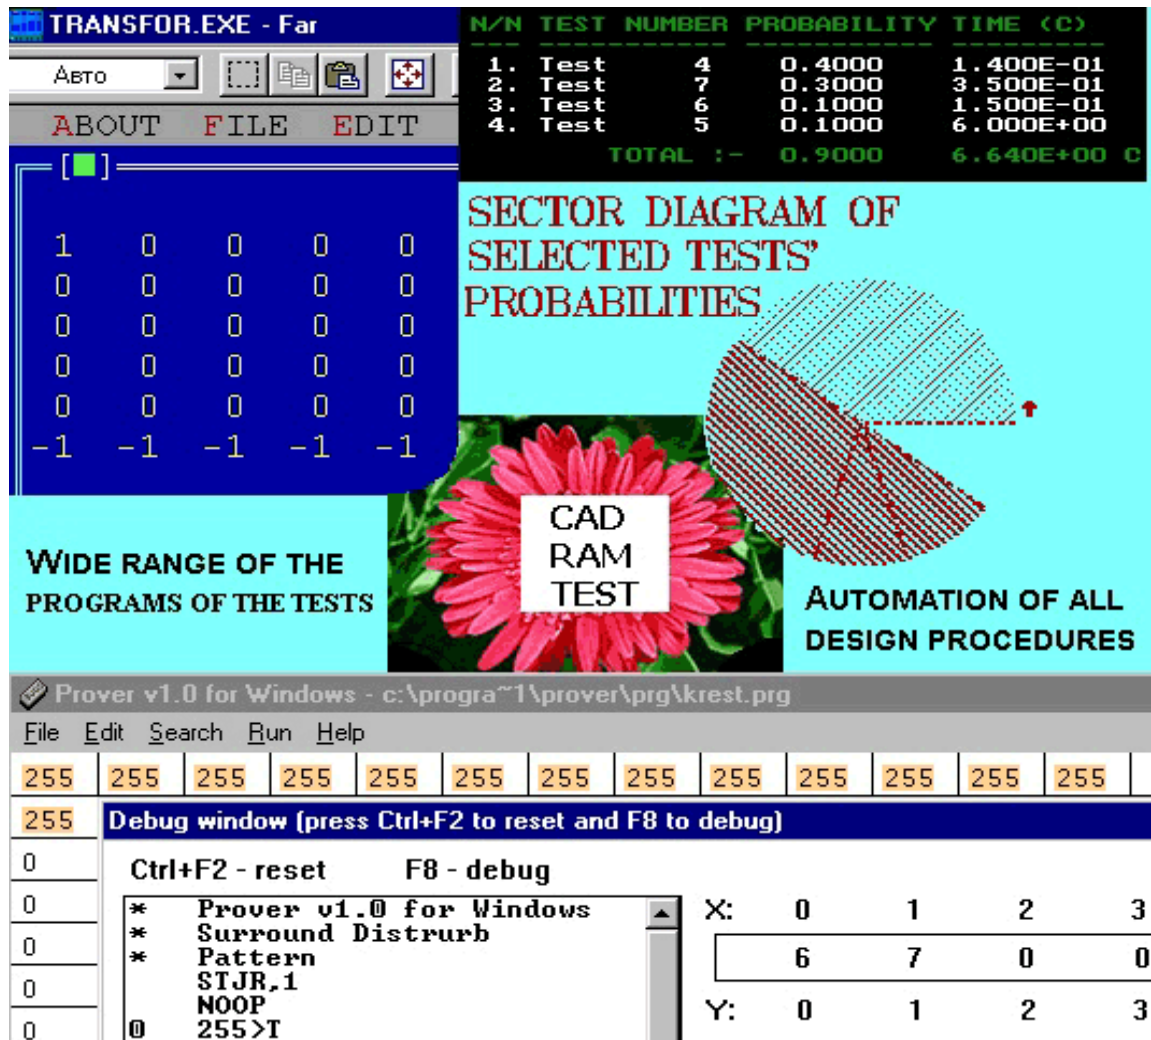 TRANSFOR.EXE - Far
Авто
ABOUT FILE EDIT
[■]
1 0 0 0 0
0 0 0 0 0
0 0 0 0 0
0 0 0 0 0
0 0 0 0 0
-1 -1 -1 -1 -1
N/N TEST NUMBER PROBABILITY TIME (C)
1. Test 4 0.4000 1.400E-01
2. Test 7 0.3000 3.500E-01
3. Test 6 0.1000 1.500E-01
4. Test 5 0.1000 6.000E+00
TOTAL :- 0.9000 6.640E+00 C
SECTOR DIAGRAM OF
SELECTED TESTS'
PROBABILITIES
CAD
RAM
TEST
WIDE RANGE OF THE
PROGRAMS OF THE TESTS
AUTOMATION OF ALL
DESIGN PROCEDURES
Prover v1.0 for Windows - c:\progra~1\prover\prg\krest.prg
File Edit Search Run Help
255 255 255 255 255 255 255 255 255 255 255 255 255
255
0
0
0
0
0
Debug window (press Ctrl+F2 to reset and F8 to debug)
Ctrl+F2 - reset F8 - debug
* Prover v1.0 for Windows
* Surround Distrurb
* Pattern
STJR,1
NOOP
0 255>T
X: 0 1 2 3
6 7 0 0
Y: 0 1 2 3